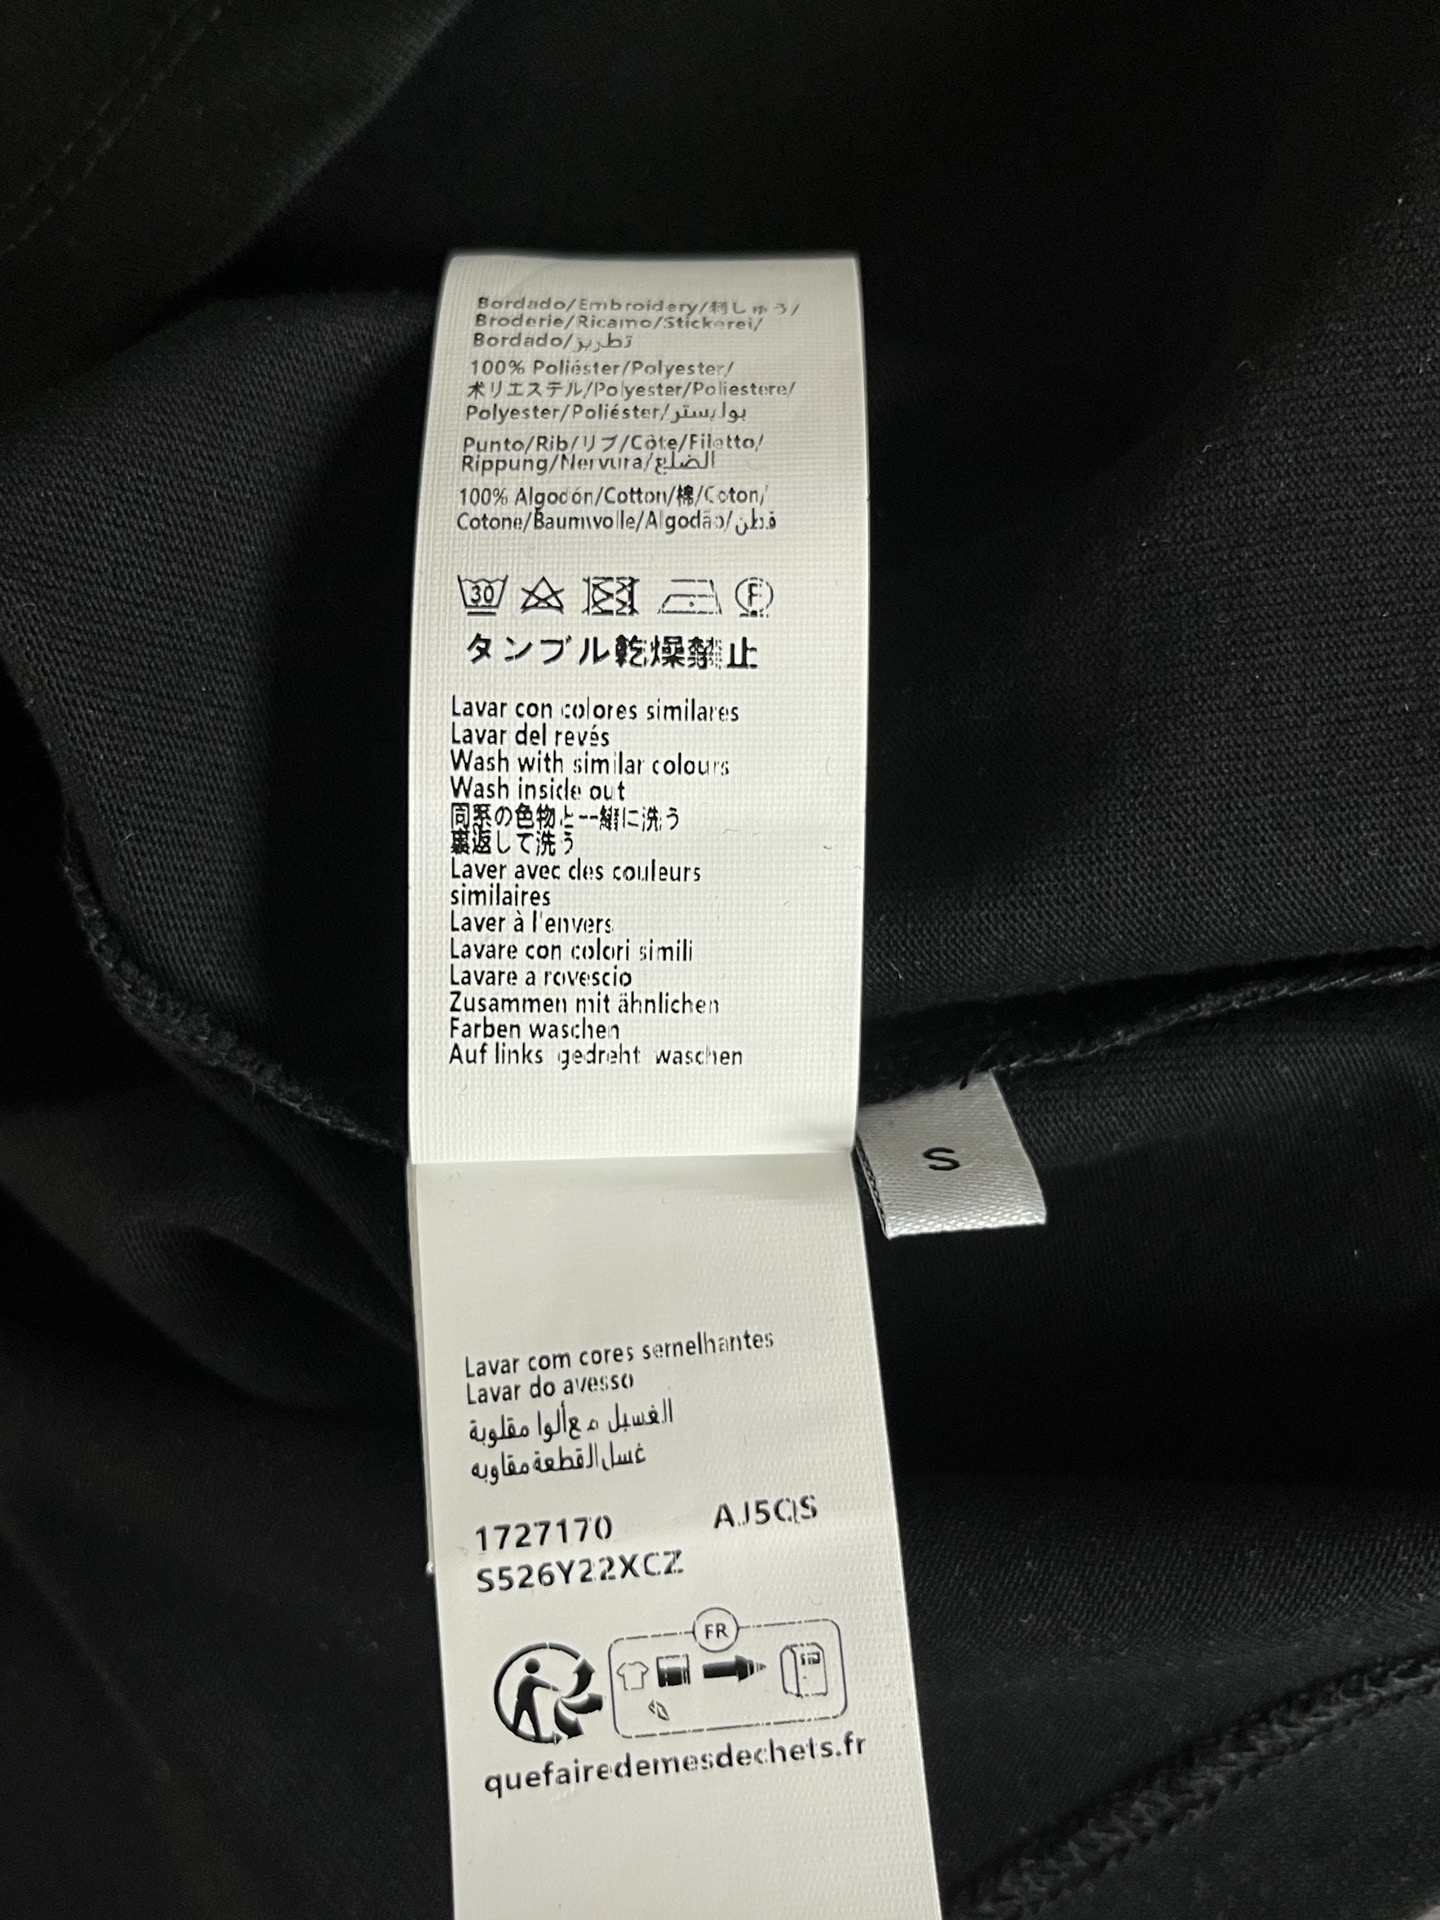 Bordado/Embroidery/刺しゅう/
Broderie/Ricamo/Stickerei/
Bordado/تطريز
100% Poliéster/Polyester/
ポリエステル/Polyester/Poliestere/
Polyester/Poliéster/بوليستر
Punto/Rib/リブ/Côte/Filetto/
Rippung/Nervura/الضلع
100% Algodón/Cotton/棉/Coton/
Cotone/Baumwolle/Algodão/قطن
30
F
タンブル乾燥禁止
Lavar con colores similares
Lavar del revés
Wash with similar colours
Wash inside out
同系の色物と一緒に洗う
裏返して洗う
Laver avec des couleurs
similaires
Laver à l'envers
Lavare con colori simili
Lavare a rovescio
Zusammen mit ähnlichen
Farben waschen
Auf links gedreht waschen
S
Lavar com cores semelhantes
Lavar do avesso
الغسيل مع ألوا مقلوبة
غسل القطعة مقلوبه
1727170 AJ5QS
S526Y22XCZ
FR
quefairedemesdechets.fr